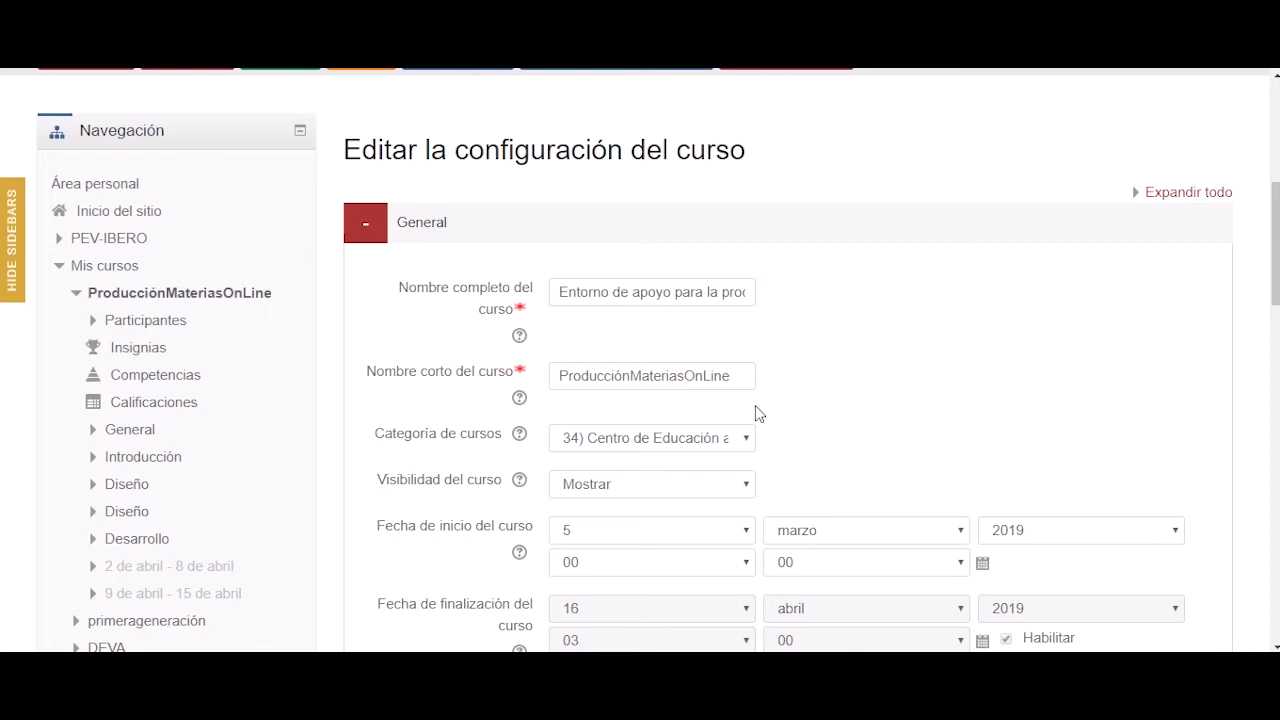 HIDE SIDEBARS
Navegación
Área personal
Inicio del sitio
PEV-IBERO
Mis cursos
ProducciónMateriasOnLine
Participantes
Insignias
Competencias
Calificaciones
General
Introducción
Diseño
Diseño
Desarrollo
2 de abril - 8 de abril
9 de abril - 15 de abril
primerageneración
DEVA
Editar la configuración del curso
Expandir todo
- General
Nombre completo del
curso*
Entorno de apoyo para la proc
Nombre corto del curso*
ProducciónMateriasOnLine
Categoría de cursos
34) Centro de Educación a
Visibilidad del curso
Mostrar
Fecha de inicio del curso
5 marzo 2019
00 00
Fecha de finalización del
curso
16 abril 2019
03 00 Habilitar